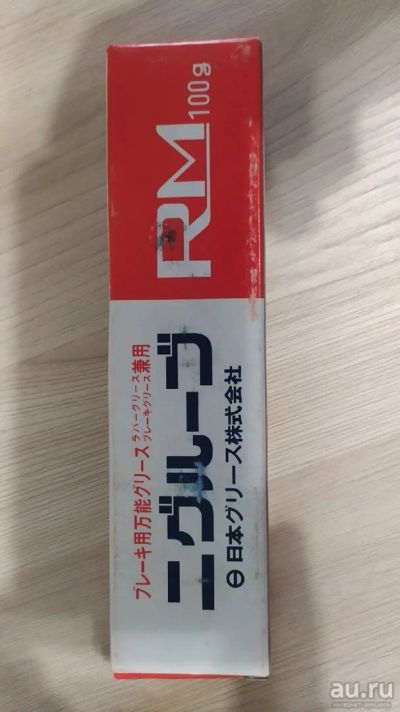 ブレーキ用万能グリース ラバーグリース
ブレーキグリース 兼用
ニグルーブ RM 100g
日本グリース株式会社
au.ru
интернет-аукцион